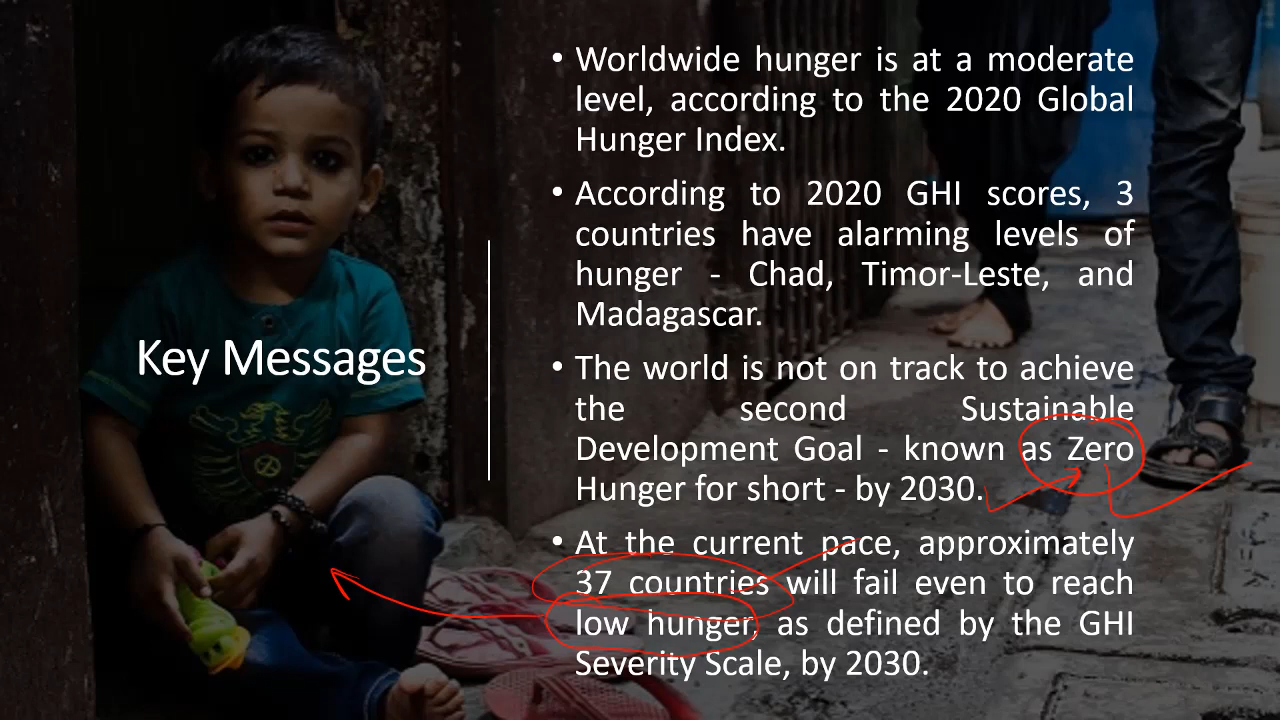 Key Messages
• Worldwide hunger is at a moderate
level, according to the 2020 Global
Hunger Index.
• According to 2020 GHI scores, 3
countries have alarming levels of
hunger - Chad, Timor-Leste, and
Madagascar.
• The world is not on track to achieve
the second Sustainable
Development Goal - known as Zero
Hunger for short - by 2030.
• At the current pace, approximately
37 countries will fail even to reach
low hunger, as defined by the GHI
Severity Scale, by 2030.